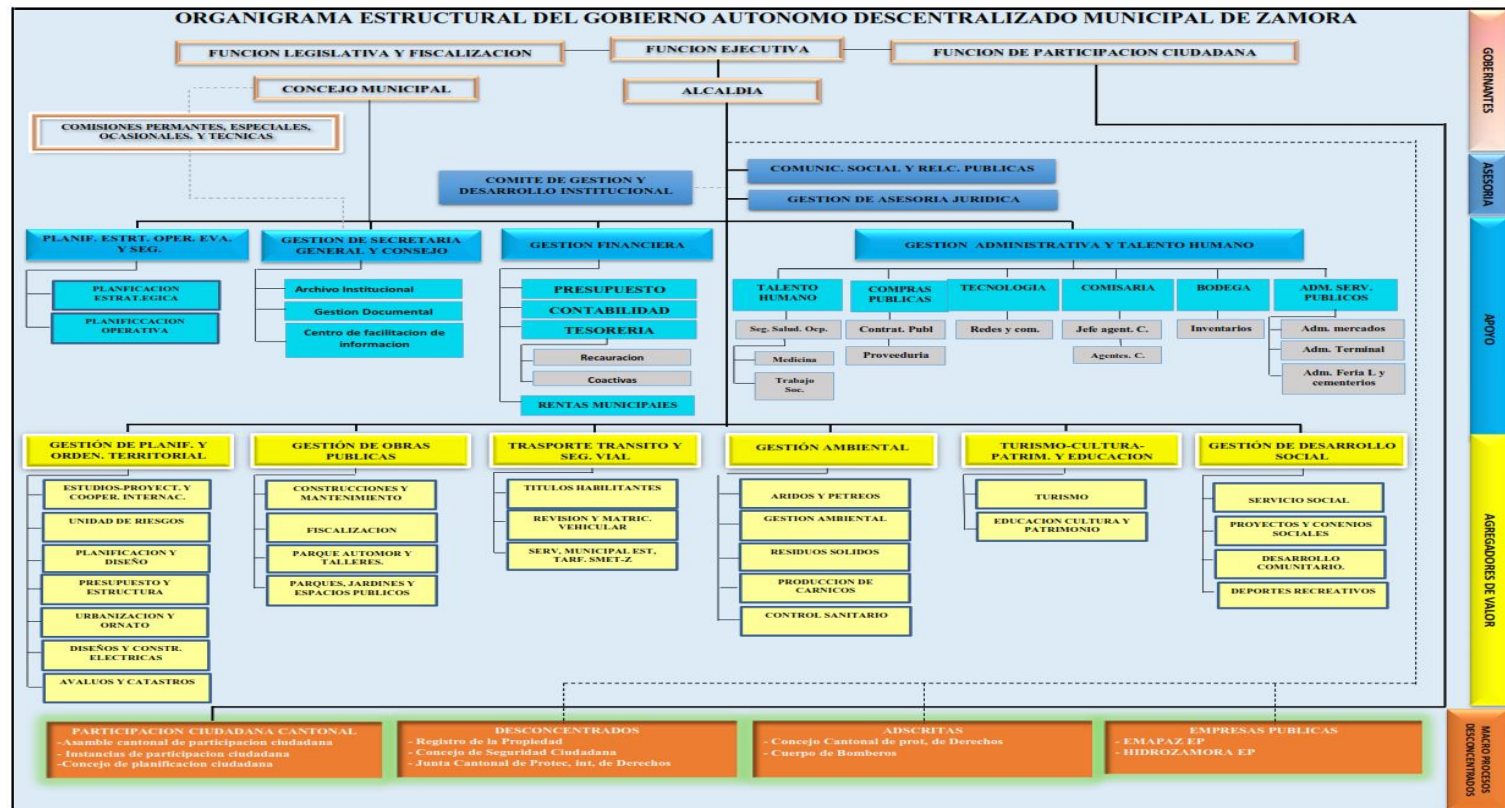 ORGANIGRAMA ESTRUCTURAL DEL GOBIERNO AUTONOMO DESCENTRALIZADO MUNICIPAL DE ZAMORA
FUNCION LEGISLATIVA Y FISCALIZACION
FUNCION EJECUTIVA
FUNCION DE PARTICIPACION CIUDADANA
CONCEJO MUNICIPAL
ALCALDIA
GOBERNANTES
COMISIONES PERMANTES, ESPECIALES,
OCASIONALES. Y TECNICAS
COMITE DE GESTION Y
DESARROLLO INSTITUCIONAL
COMUNIC. SOCIAL Y RELC. PUBLICAS
GESTION DE ASESORIA JURIDICA
ASESORIA
PLANIF. ESTRT. OPER. EVA.
Y SEG.
PLANFICACION
ESTRAT.EGICA
PLANIFICCACION
OPERATIVA
GESTION DE SECRETARIA
GENERAL Y CONSEJO
Archivo Institucional
Gestion Documental
Centro de facilitacion de
informacion
GESTION FINANCIERA
PRESUPUESTO
CONTABILIDAD
TESORERIA
Recauracion
Coactivas
RENTAS MUNICIPAIES
GESTION ADMINISTRATIVA Y TALENTO HUMANO
TALENTO
HUMANO
Seg. Salud. Ocp.
Medicina
Trabajo
Soc.
COMPRAS
PUBLICAS
Contrat. Publ
Proveeduria
TECNOLOGIA
Redes y com.
COMISARIA
Jefe agent. C.
Agentes. C.
BODEGA
Inventarios
ADM. SERV.
PUBLICOS
Adm. mercados
Adm. Terminal
Adm. Feria L y
cementerios
APOYO
GESTIÓN DE PLANIF. Y
ORDEN. TERRITORIAL
ESTUDIOS-PROYECT. Y
COOPER. INTERNAC.
UNIDAD DE RIESGOS
PLANIFICACION Y
DISEÑO
PRESUPUESTO Y
ESTRUCTURA
URBANIZACION Y
ORNATO
DISEÑOS Y CONSTR.
ELECTRICAS
AVALUOS Y CATASTROS
GESTIÓN DE OBRAS
PUBLICAS
CONSTRUCCIONES Y
MANTENIMIENTO
FISCALIZACION
PARQUE AUTOMOR Y
TALLERES.
PARQUES, JARDINES Y
ESPACIOS PUBLICOS
TRASPORTE TRANSITO Y
SEG. VIAL
TITULOS HABILITANTES
REVISION Y MATRIC.
VEHICULAR
SERV, MUNICIPAL EST,
TARF. SMET-Z
GESTIÓN AMBIENTAL
ARIDOS Y PETREOS
GESTION AMBIENTAL
RESIDUOS SOLIDOS
PRODUCCION DE
CARNICOS
CONTROL SANITARIO
TURISMO-CULTURA-
PATRIM. Y EDUCACION
TURISMO
EDUCACION CULTURA Y
PATRIMONIO
GESTIÓN DE DESARROLLO
SOCIAL
SERVICIO SOCIAL
PROYECTOS Y CONENIOS
SOCIALES
DESARROLLO
COMUNITARIO.
DEPORTES RECREATIVOS
AGREGADORES DE VALOR
PARTICIPACION CIUDADANA CANTONAL
-Asamble cantonal de participacion ciudadana
-Instancias de participacion ciudadana
-Concejo de planificacion ciudadana
DESCONCENTRADOS
- Registro de la Propiedad
- Concejo de Seguridad Ciudadana
- Junta Cantonal de Protec, int, de Derechos
ADSCRITAS
- Concejo Cantonal de prot, de Derechos
- Cuerpo de Bomberos
EMPRESAS PUBLICAS
- EMAPAZ EP
- HIDROZAMORA EP
MACRO PROCESOS
DESCONCENTRADOS